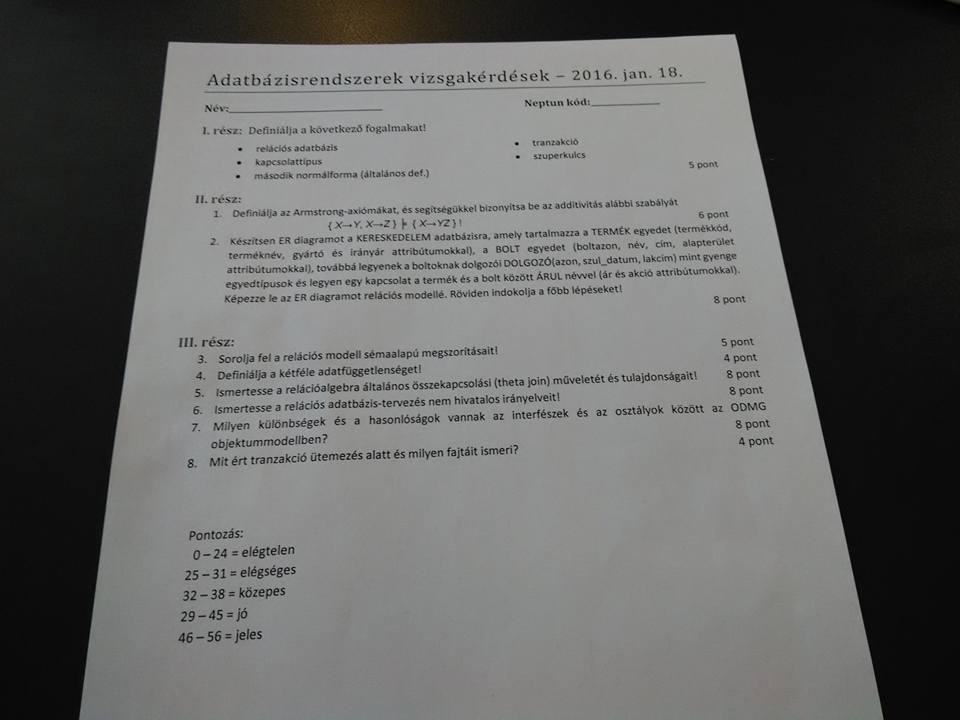 Adatbázisrendszerek vizsgakérdések – 2016. jan. 18.
Név:____________________ Neptun kód:__________
I. rész: Definiálja a következő fogalmakat!
• relációs adatbázis
• kapcsolattípus
• második normálforma (általános def.)
• tranzakció
• szuperkulcs
5 pont
II. rész:
1. Definiálja az Armstrong-axiómákat, és segítségükkel bizonyítsa be az additivitás alábbi szabályát
{ X→Y, X→Z } ⊧ { X→YZ } !
6 pont
2. Készítsen ER diagramot a KERESKEDELEM adatbázisra, amely tartalmazza a TERMÉK egyedet (termékkód,
terméknév, gyártó és irányár attribútumokkal), a BOLT egyedet (boltazon, név, cím, alapterület
attribútumokkal), továbbá legyenek a boltoknak dolgozói DOLGOZÓ(azon, szul_datum, lakcim) mint gyenge
egyedtípusok és legyen egy kapcsolat a termék és a bolt között ÁRUL névvel (ár és akció attribútumokkal).
Képezze le az ER diagramot relációs modellé. Röviden indokolja a főbb lépéseket!
8 pont
III. rész:
3. Sorolja fel a relációs modell sémaalapú megszorításait! 5 pont
4. Definiálja a kétféle adatfüggetlenséget! 4 pont
5. Ismertesse a relációalgebra általános összekapcsolási (theta join) műveletét és tulajdonságait! 8 pont
6. Ismertesse a relációs adatbázis-tervezés nem hivatalos irányelveit! 8 pont
7. Milyen különbségek és a hasonlóságok vannak az interfészek és az osztályok között az ODMG
objektummodellben? 8 pont
8. Mit ért tranzakció ütemezés alatt és milyen fajtáit ismeri? 4 pont
Pontozás:
0 – 24 = elégtelen
25 – 31 = elégséges
32 – 38 = közepes
29 – 45 = jó
46 – 56 = jeles